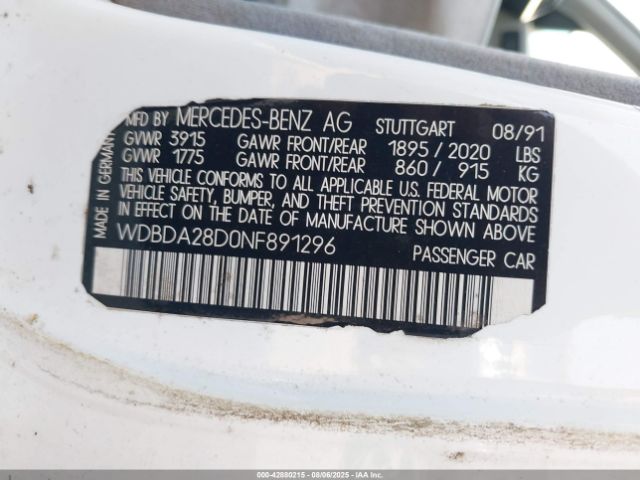 MFD BY MERCEDES-BENZ AG STUTTGART 08/91
GVWR 3915 GAWR FRONT/REAR 1895/2020 LBS
GVWR 1775 GAWR FRONT/REAR 860/ 915 KG
THIS VEHICLE CONFORMS TO ALL APPLICABLE U.S. FEDERAL MOTOR
VEHICLE SAFETY, BUMPER, AND THEFT PREVENTION STANDARDS
IN EFFECT ON THE DATE OF MANUFACTURE SHOWN ABOVE.
WDBDA28D0NF891296 PASSENGER CAR
MADE IN GERMANY
000-42880215 - 08/06/2025 - © IAA Inc.